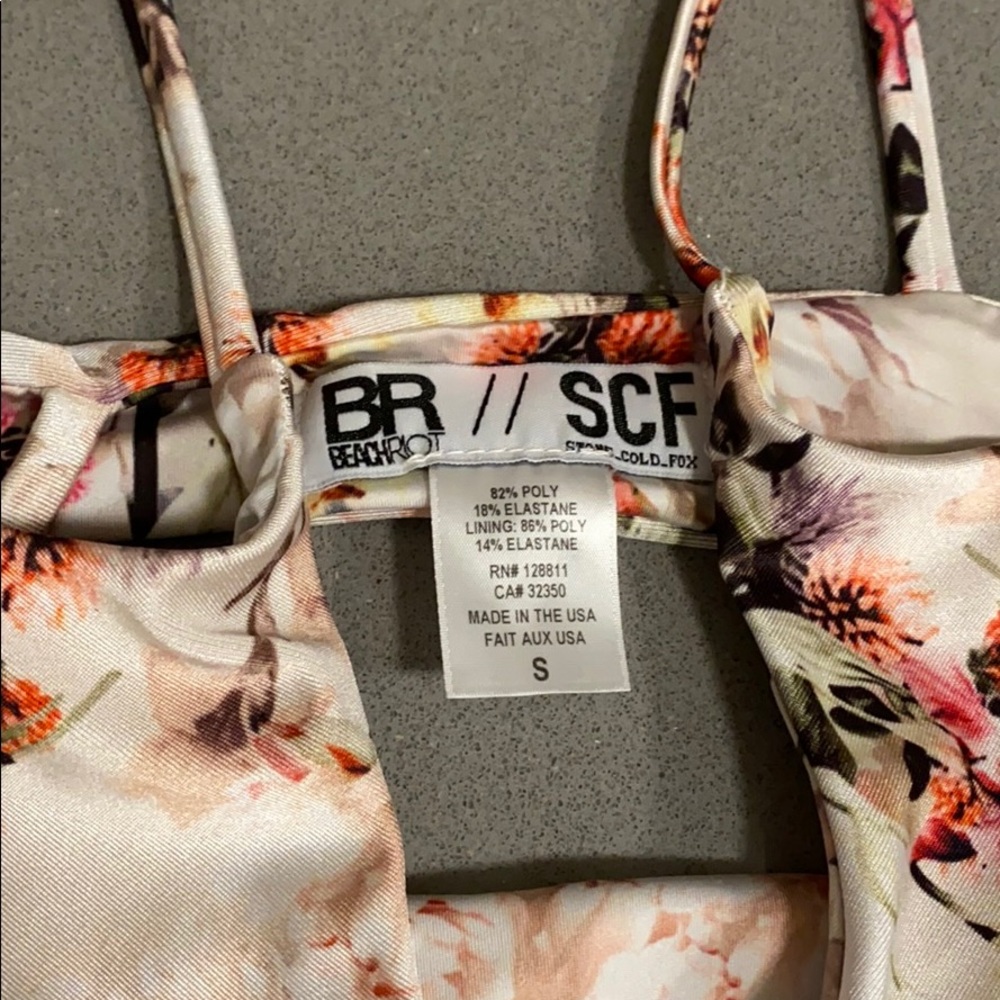 BR // SCF
BEACHRIOT STONE_COLD_FOX
82% POLY
18% ELASTANE
LINING: 86% POLY
14% ELASTANE
RN# 128811
CA# 32350
MADE IN THE USA
FAIT AUX USA
S